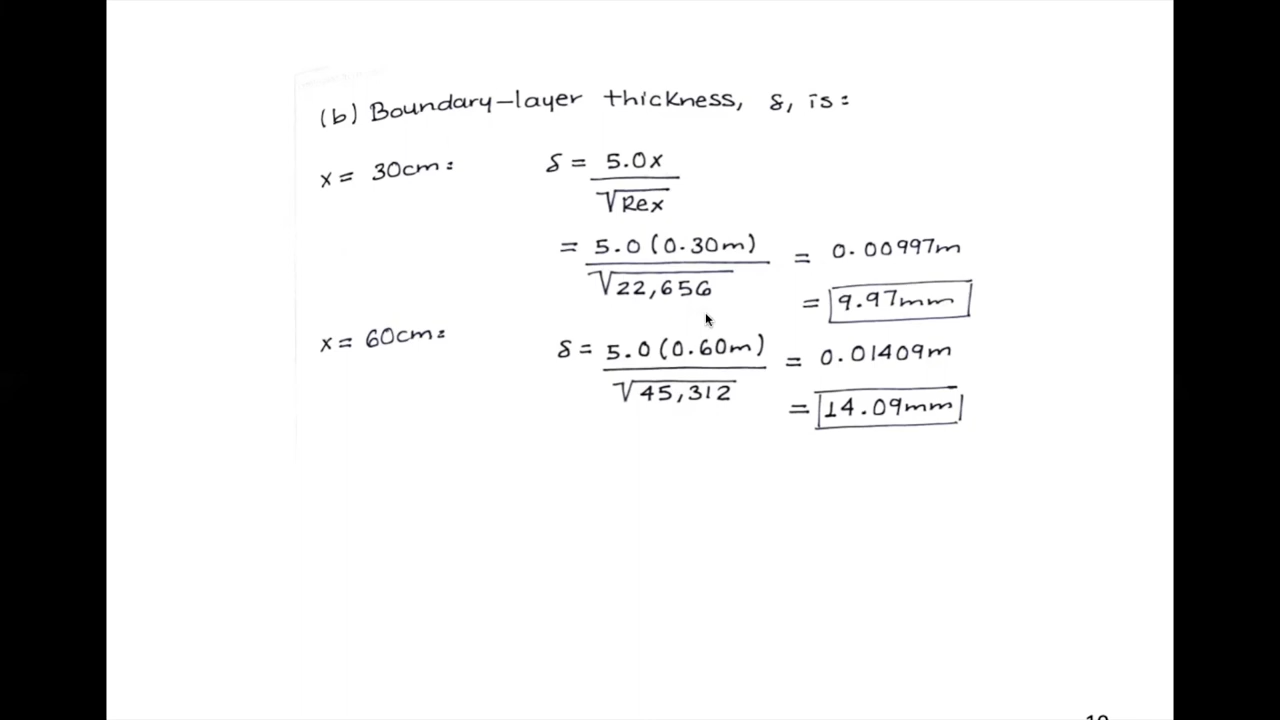 (b) Boundary-layer thickness, δ, is:
x = 30cm: δ = 5.0x / √Rex
= 5.0(0.30m) / √22,656 = 0.00997m
= 9.97mm
x = 60cm: δ = 5.0(0.60m) / √45,312 = 0.01409m
= 14.09mm